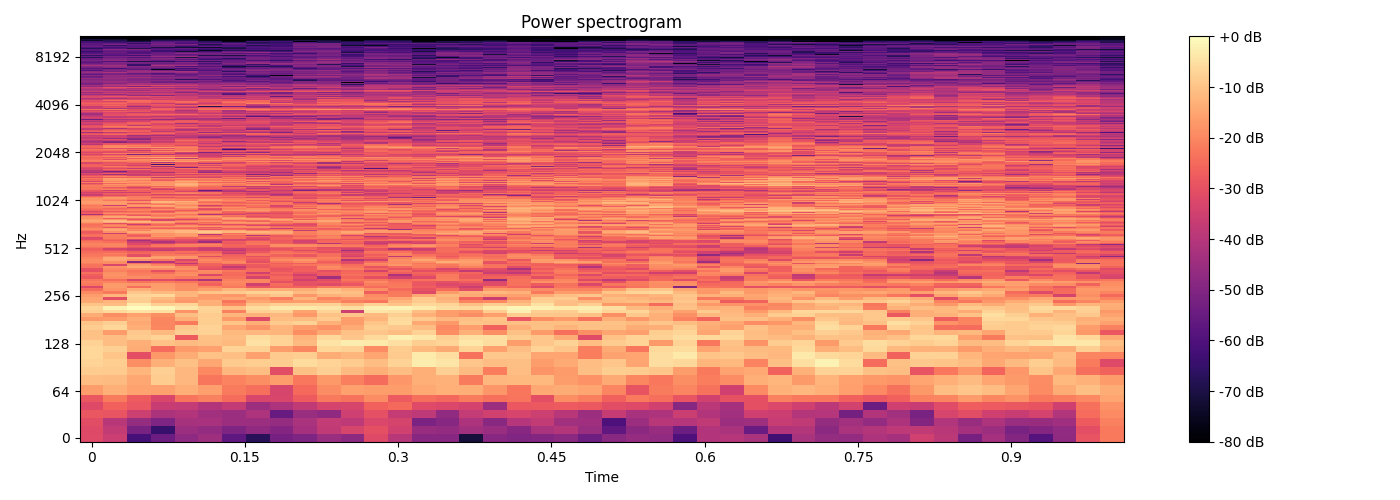 Power spectrogram
Hz
8192
4096
2048
1024
512
256
128
64
0
0 0.15 0.3 0.45 0.6 0.75 0.9
Time
+0 dB
-10 dB
-20 dB
-30 dB
-40 dB
-50 dB
-60 dB
-70 dB
-80 dB